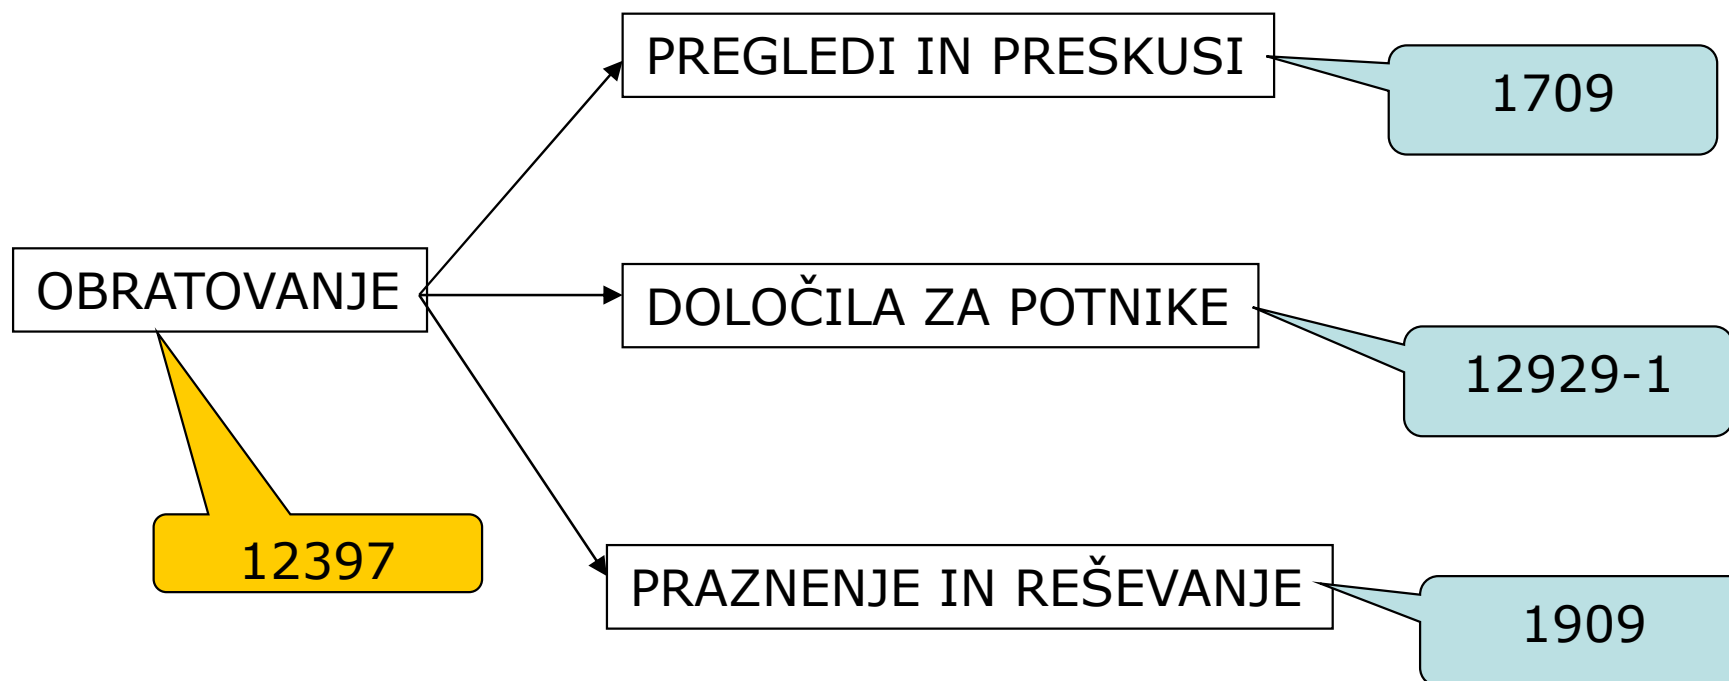 PREGLEDI IN PRESKUSI
1709
OBRATOVANJE
DOLOČILA ZA POTNIKE
12929-1
12397
PRAZNENJE IN REŠEVANJE
1909